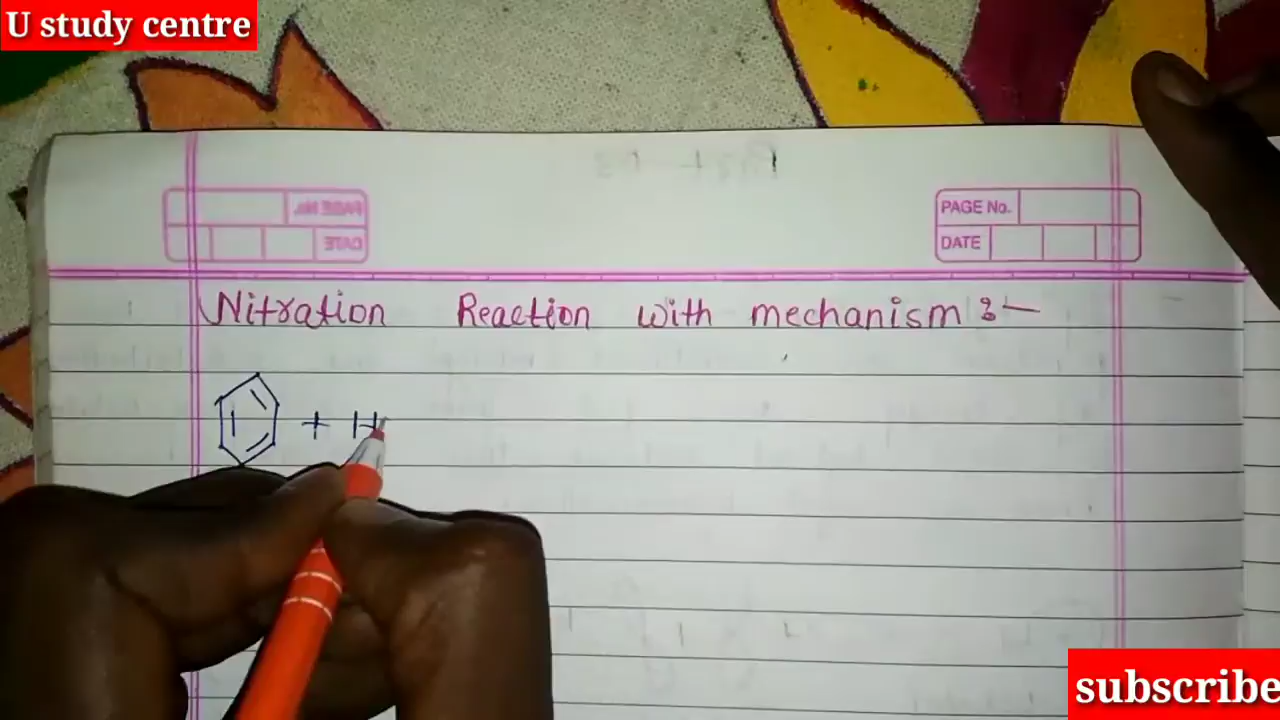 U study centre
PAGE No.
DATE
Nitration Reaction with mechanism :-
+ H
subscribe